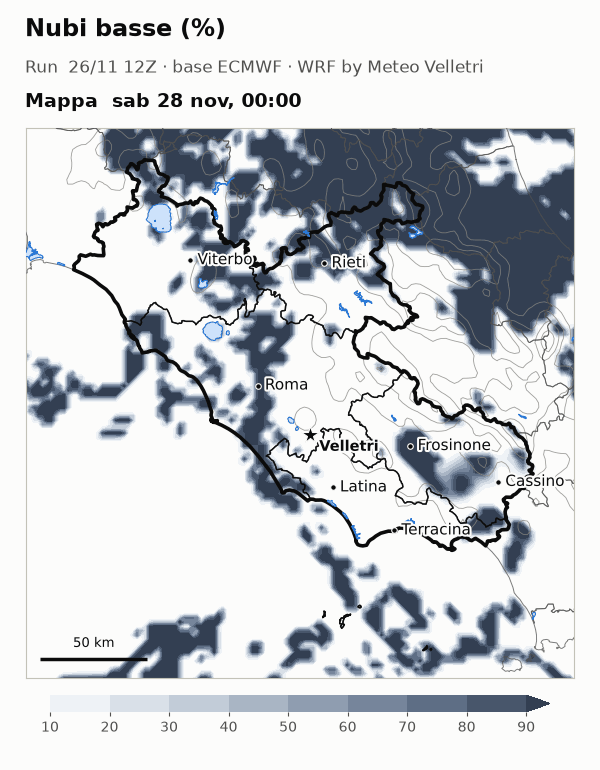 Nubi basse (%)
Run  26/11 12Z · base ECMWF · WRF by Meteo Velletri
Mappa  sab 28 nov, 00:00
Viterbo
Rieti
Roma
Velletri
Frosinone
Cassino
Latina
Terracina
50 km
10 20 30 40 50 60 70 80 90